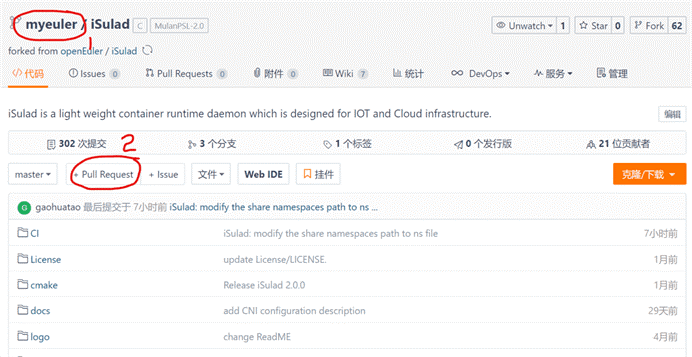 myeuler / iSulad C MulanPSL-2.0 Unwatch 1 Star 0 Fork 62
1
forked from openEuler / iSulad
代码 Issues 0 Pull Requests 0 附件 0 Wiki 7 统计 DevOps 服务 管理
iSulad is a light weight container runtime daemon which is designed for IOT and Cloud infrastructure. 编辑
302 次提交 3 个分支 1 个标签 0 个发行版 21 位贡献者
2
master + Pull Request + Issue 文件 Web IDE 挂件 克隆/下载
G gaohuatao 最后提交于 7小时前 iSulad: modify the share namespaces path to ns ...
CI iSulad: modify the share namespaces path to ns file 7小时前
License update License/LICENSE. 1月前
cmake Release iSulad 2.0.0 1月前
docs add CNI configuration description 29天前
logo change ReadME 4月前